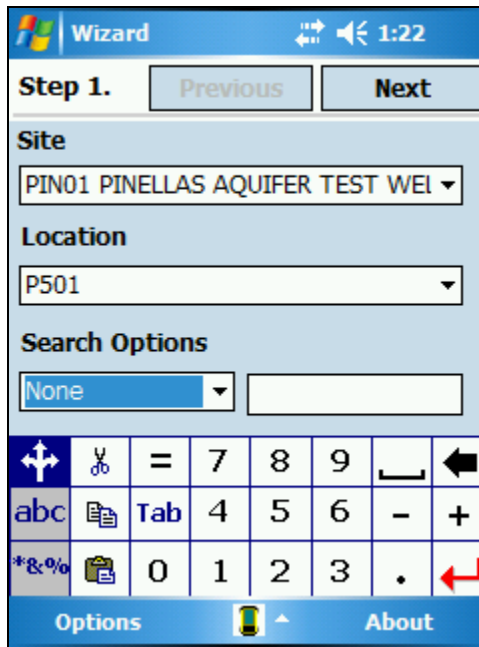 Wizard 1:22
Step 1. Previous Next
Site
PIN01 PINELLAS AQUIFER TEST WEL
Location
P501
Search Options
None
= 7 8 9
abc Tab 4 5 6 - +
*&% 0 1 2 3 .
Options About